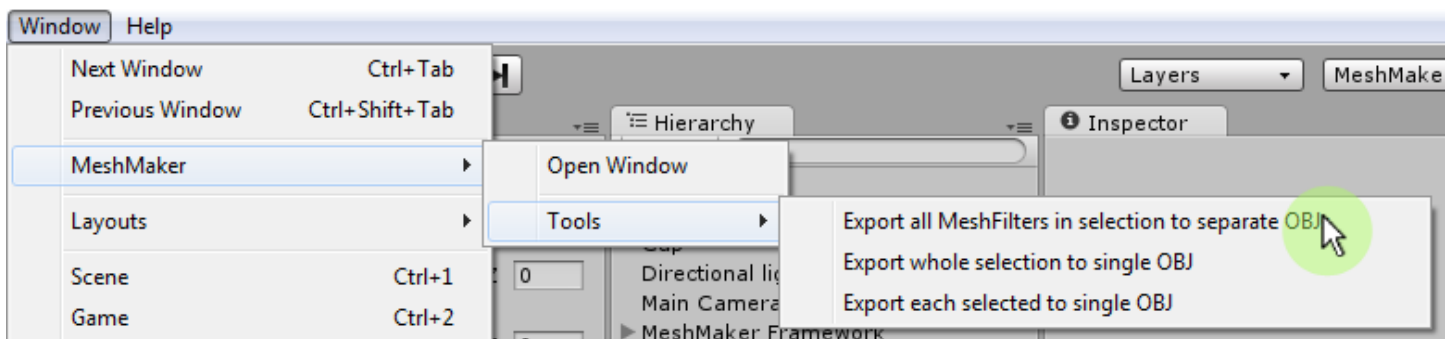 Window Help
Next Window Ctrl+Tab
Previous Window Ctrl+Shift+Tab
MeshMaker
Layouts
Scene Ctrl+1
Game Ctrl+2
Open Window
Tools
Export all MeshFilters in selection to separate OBJ
Export whole selection to single OBJ
Export each selected to single OBJ
Layers
MeshMake
Hierarchy
Inspector
0
Directional lig
Main Camera
MeshMaker Framework